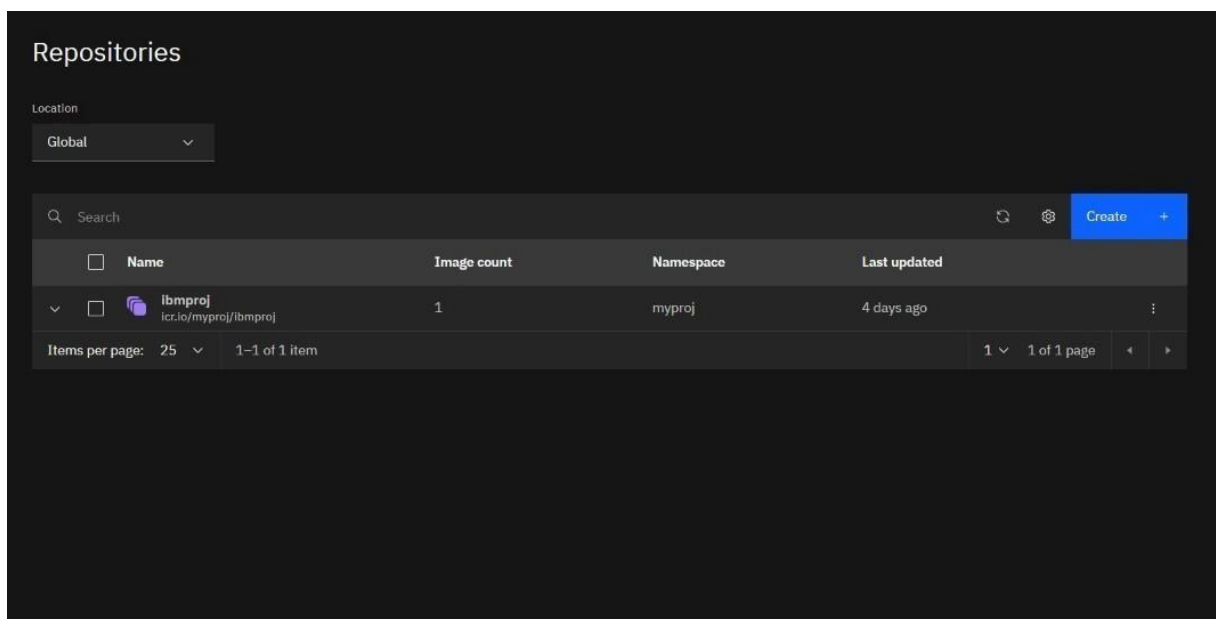 Repositories
Location
Global
Search
Create +
Name Image count Namespace Last updated
ibmproj
icr.io/myproj/ibmproj
1 myproj 4 days ago
Items per page: 25 1–1 of 1 item 1 1 of 1 page